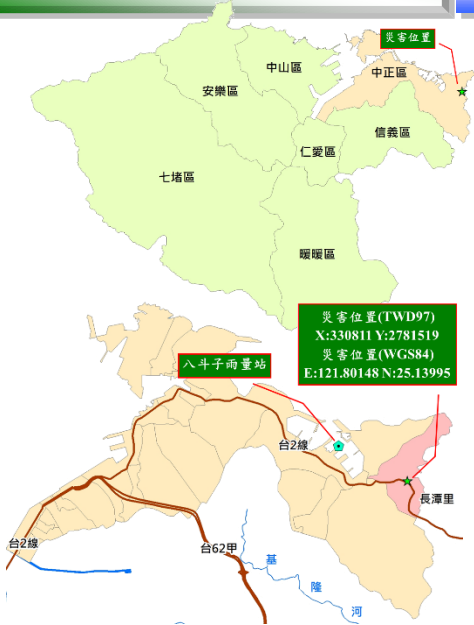 災害位置
中山區
中正區
安樂區
信義區
仁愛區
七堵區
暖暖區
災害位置(TWD97)
X:330811 Y:2781519
災害位置(WGS84)
E:121.80148 N:25.13995
八斗子雨量站
台2線
長潭里
台2線
台62甲
基
隆
河